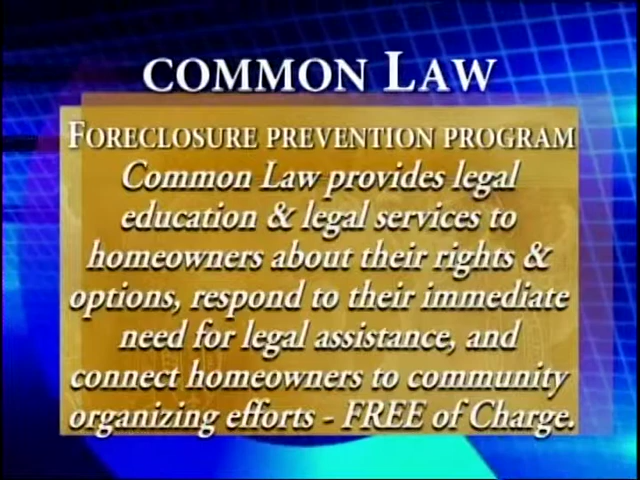 COMMON LAW
FORECLOSURE PREVENTION PROGRAM
Common Law provides legal
education & legal services to
homeowners about their rights &
options, respond to their immediate
need for legal assistance, and
connect homeowners to community
organizing efforts - FREE of Charge.